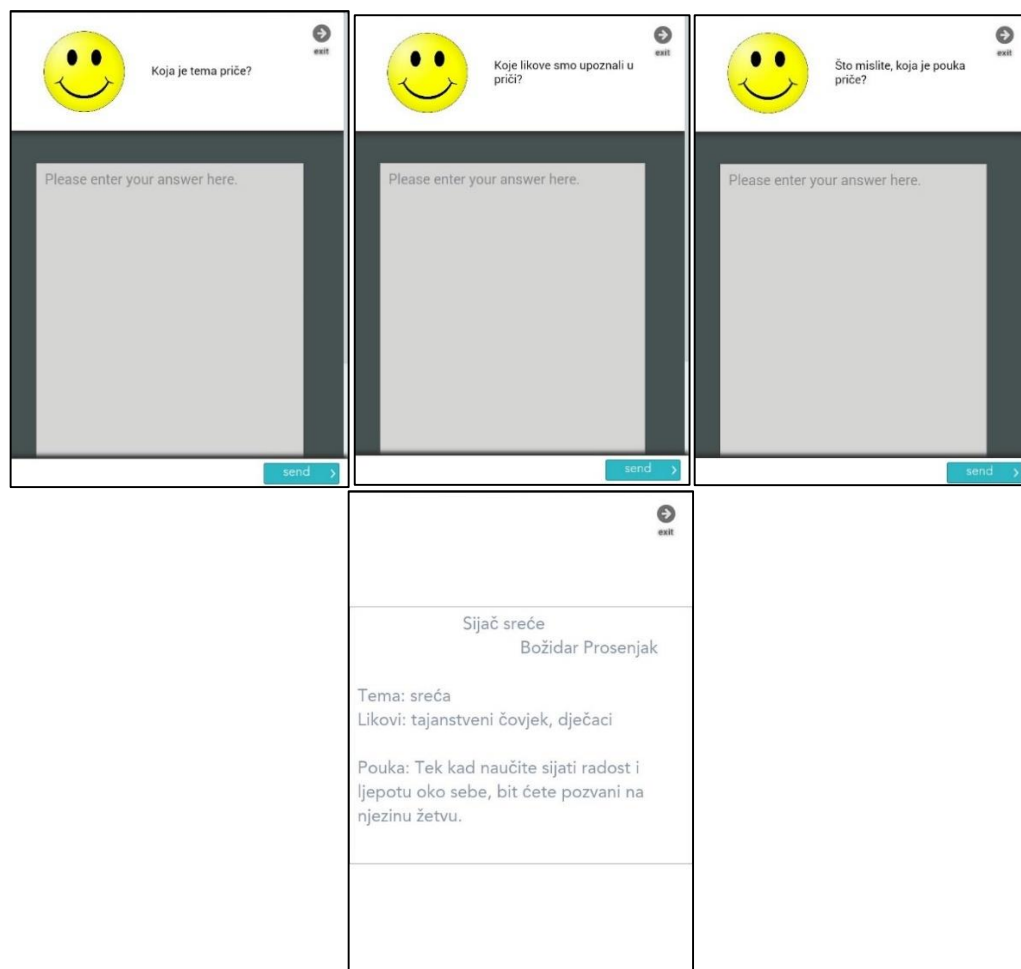 exit
Koja je tema priče?
Please enter your answer here.
send
exit
Koje likove smo upoznali u
priči?
Please enter your answer here.
send
exit
Što mislite, koja je pouka
priče?
Please enter your answer here.
send
exit
Sijač sreće
Božidar Prosenjak
Tema: sreća
Likovi: tajanstveni čovjek, dječaci
Pouka: Tek kad naučite sijati radost i
ljepotu oko sebe, bit ćete pozvani na
njezinu žetvu.